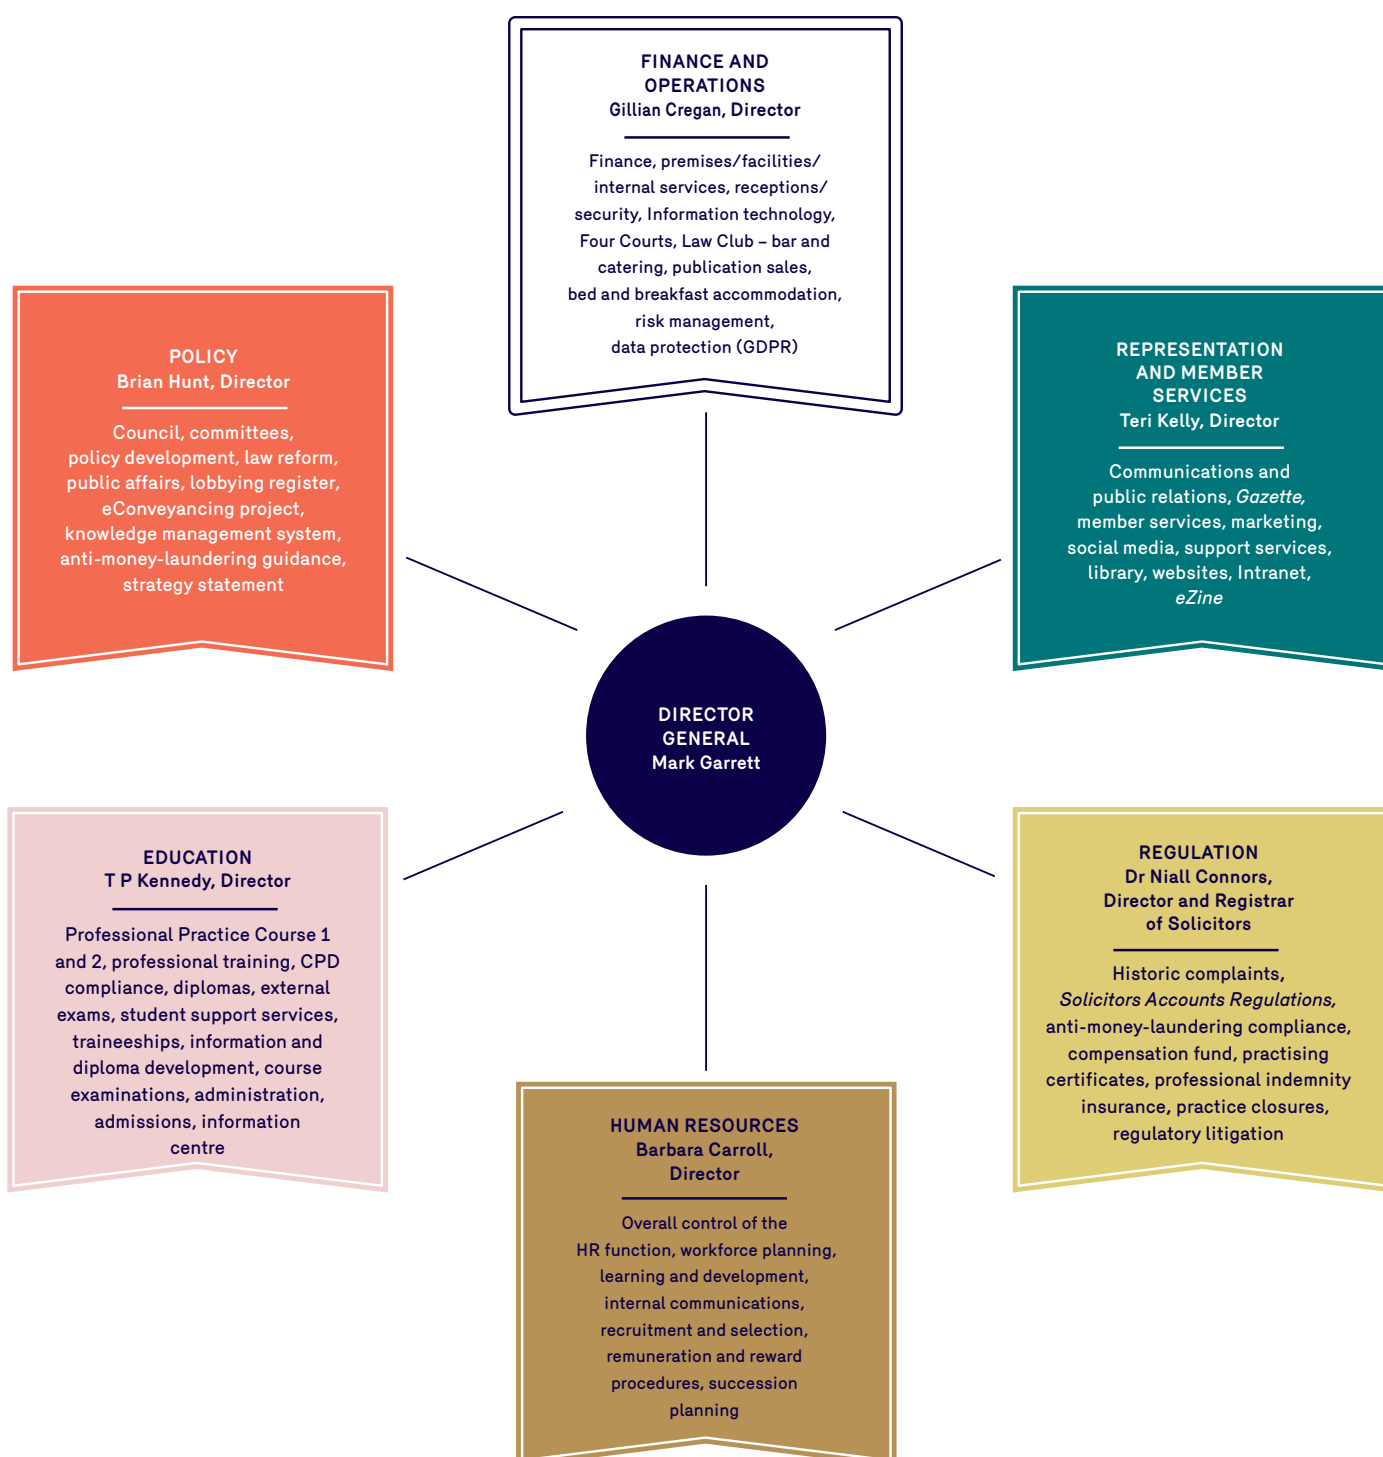 FINANCE AND
OPERATIONS
Gillian Cregan, Director
Finance, premises/facilities/
internal services, receptions/
security, Information technology,
Four Courts, Law Club – bar and
catering, publication sales,
bed and breakfast accommodation,
risk management,
data protection (GDPR)
POLICY
Brian Hunt, Director
Council, committees,
policy development, law reform,
public affairs, lobbying register,
eConveyancing project,
knowledge management system,
anti-money-laundering guidance,
strategy statement
REPRESENTATION
AND MEMBER
SERVICES
Teri Kelly, Director
Communications and
public relations, Gazette,
member services, marketing,
social media, support services,
library, websites, Intranet,
eZine
DIRECTOR
GENERAL
Mark Garrett
EDUCATION
T P Kennedy, Director
Professional Practice Course 1
and 2, professional training, CPD
compliance, diplomas, external
exams, student support services,
traineeships, information and
diploma development, course
examinations, administration,
admissions, information
centre
REGULATION
Dr Niall Connors,
Director and Registrar
of Solicitors
Historic complaints,
Solicitors Accounts Regulations,
anti-money-laundering compliance,
compensation fund, practising
certificates, professional indemnity
insurance, practice closures,
regulatory litigation
HUMAN RESOURCES
Barbara Carroll,
Director
Overall control of the
HR function, workforce planning,
learning and development,
internal communications,
recruitment and selection,
remuneration and reward
procedures, succession
planning